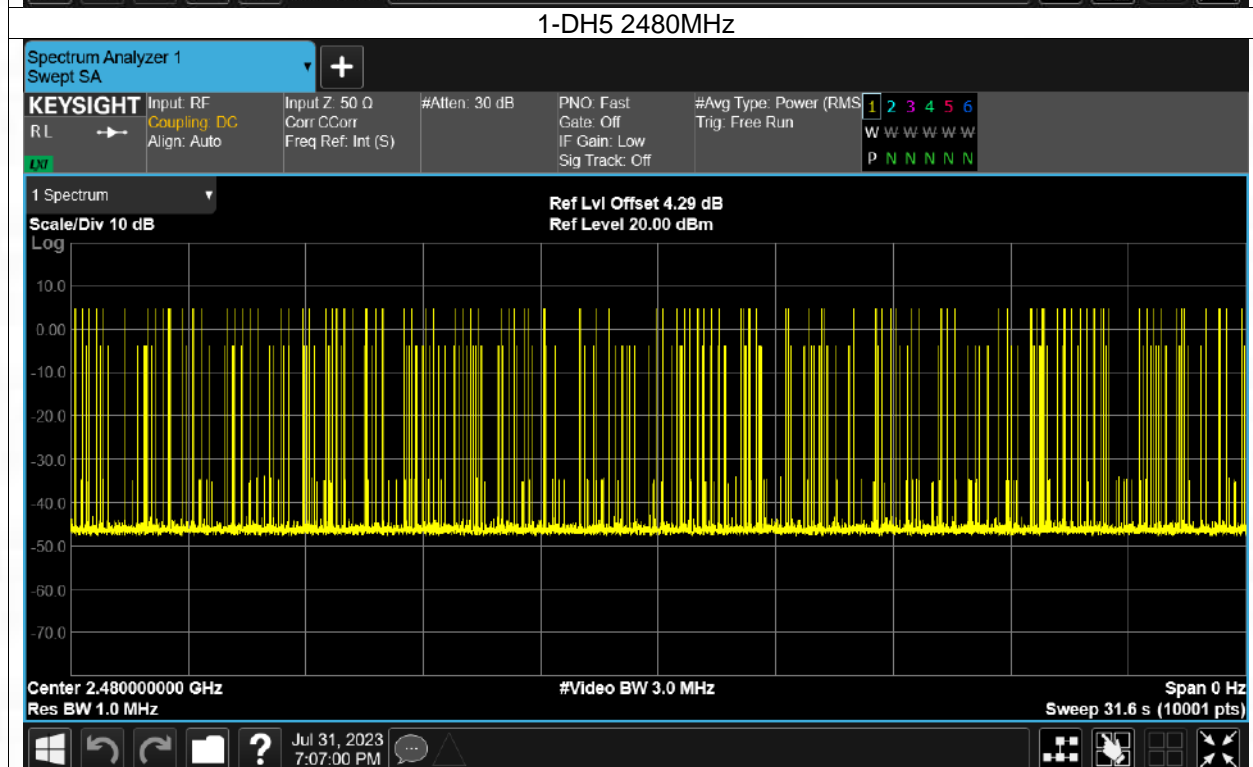 1-DH5 2480MHz
Spectrum Analyzer 1
Swept SA
KEYSIGHT
RL
LXI
Input: RF
Coupling: DC
Align: Auto
Input Z: 50 Ω
Corr CCorr
Freq Ref: Int (S)
#Atten: 30 dB
PNO: Fast
Gate: Off
IF Gain: Low
Sig Track: Off
#Avg Type: Power (RMS
Trig: Free Run
1 2 3 4 5 6
W W W W W W
P N N N N N
1 Spectrum
Scale/Div 10 dB
Ref Lvl Offset 4.29 dB
Ref Level 20.00 dBm
Log
10.0
0.00
-10.0
-20.0
-30.0
-40.0
-50.0
-60.0
-70.0
Center 2.480000000 GHz
#Video BW 3.0 MHz
Span 0 Hz
Res BW 1.0 MHz
Sweep 31.6 s (10001 pts)
?
Jul 31, 2023
7:07:00 PM